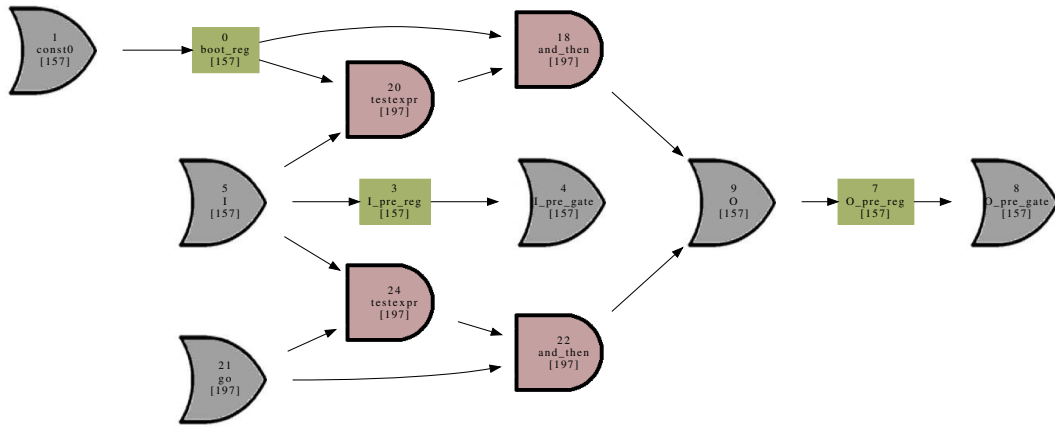 1
const0
[157]
0
boot_reg
[157]
18
and_then
[197]
20
testexpr
[197]
5
I
[157]
3
I_pre_reg
[157]
4
I_pre_gate
[157]
9
O
[157]
7
O_pre_reg
[157]
8
O_pre_gate
[157]
24
testexpr
[197]
22
and_then
[197]
21
go
[197]